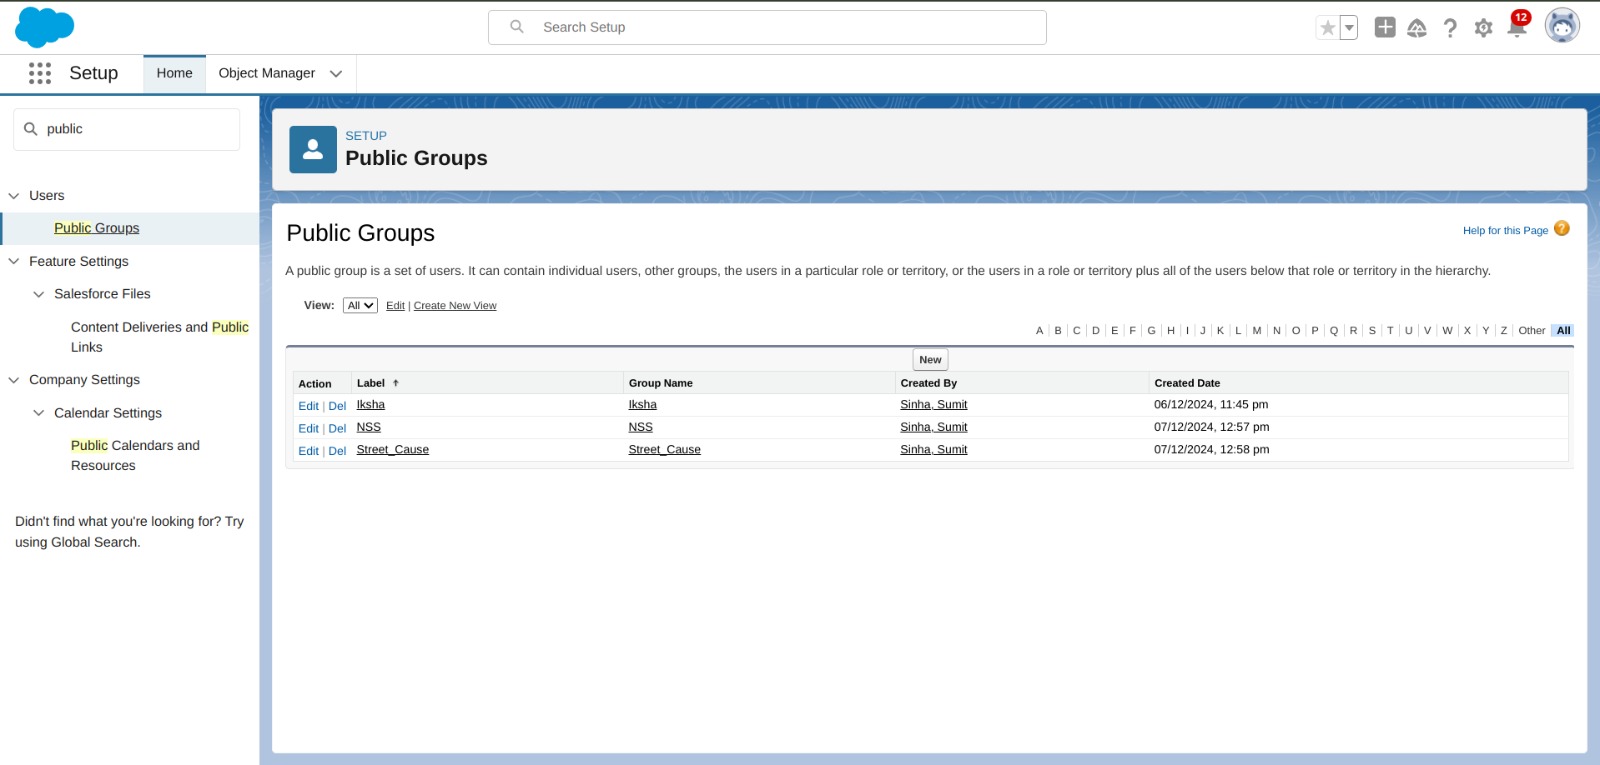 Search Setup
12
Setup
Home
Object Manager
public
Users
Public Groups
Feature Settings
Salesforce Files
Content Deliveries and Public
Links
Company Settings
Calendar Settings
Public Calendars and
Resources
Didn't find what you're looking for? Try
using Global Search.
SETUP
Public Groups
Public Groups
Help for this Page ?
A public group is a set of users. It can contain individual users, other groups, the users in a particular role or territory, or the users in a role or territory plus all of the users below that role or territory in the hierarchy.
View: All Edit | Create New View
A | B | C | D | E | F | G | H | I | J | K | L | M | N | O | P | Q | R | S | T | U | V | W | X | Y | Z | Other | All
New
Action Label Group Name Created By Created Date
Edit | Del Iksha Iksha Sinha, Sumit 06/12/2024, 11:45 pm
Edit | Del NSS NSS Sinha, Sumit 07/12/2024, 12:57 pm
Edit | Del Street_Cause Street_Cause Sinha, Sumit 07/12/2024, 12:58 pm